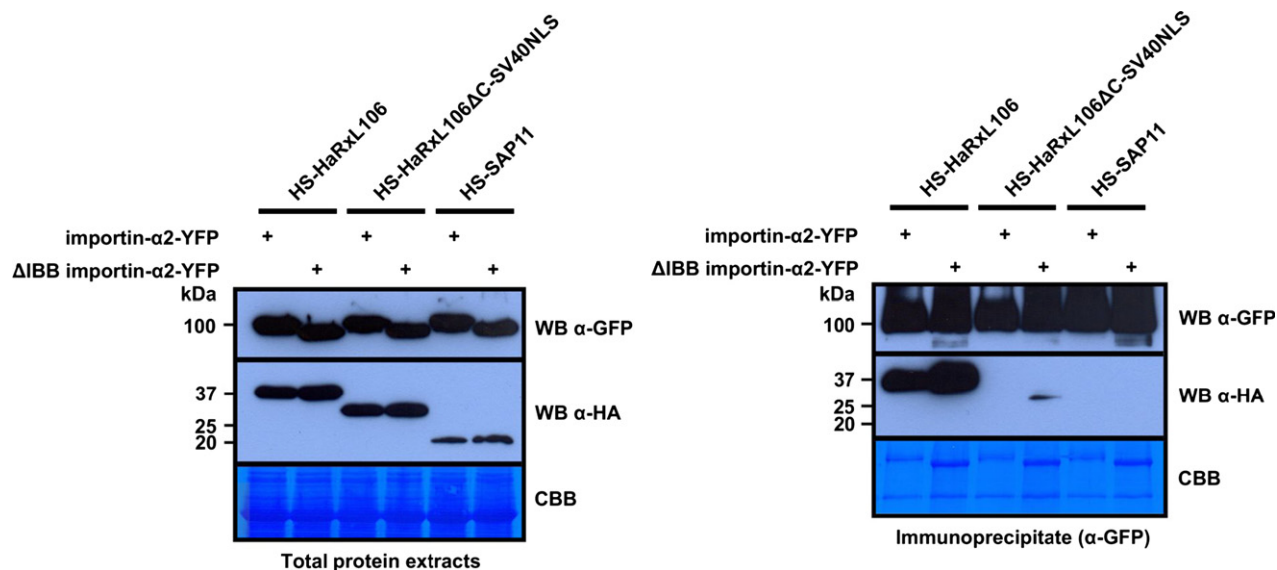 HS-HaRxL106
HS-HaRxL106ΔC-SV40NLS
HS-SAP11
importin-α2-YFP + + +
ΔIBB importin-α2-YFP + + +
kDa
100
WB α-GFP
37
25
20
WB α-HA
CBB
Total protein extracts
HS-HaRxL106
HS-HaRxL106ΔC-SV40NLS
HS-SAP11
importin-α2-YFP + + +
ΔIBB importin-α2-YFP + + +
kDa
100
WB α-GFP
37
25
20
WB α-HA
CBB
Immunoprecipitate (α-GFP)